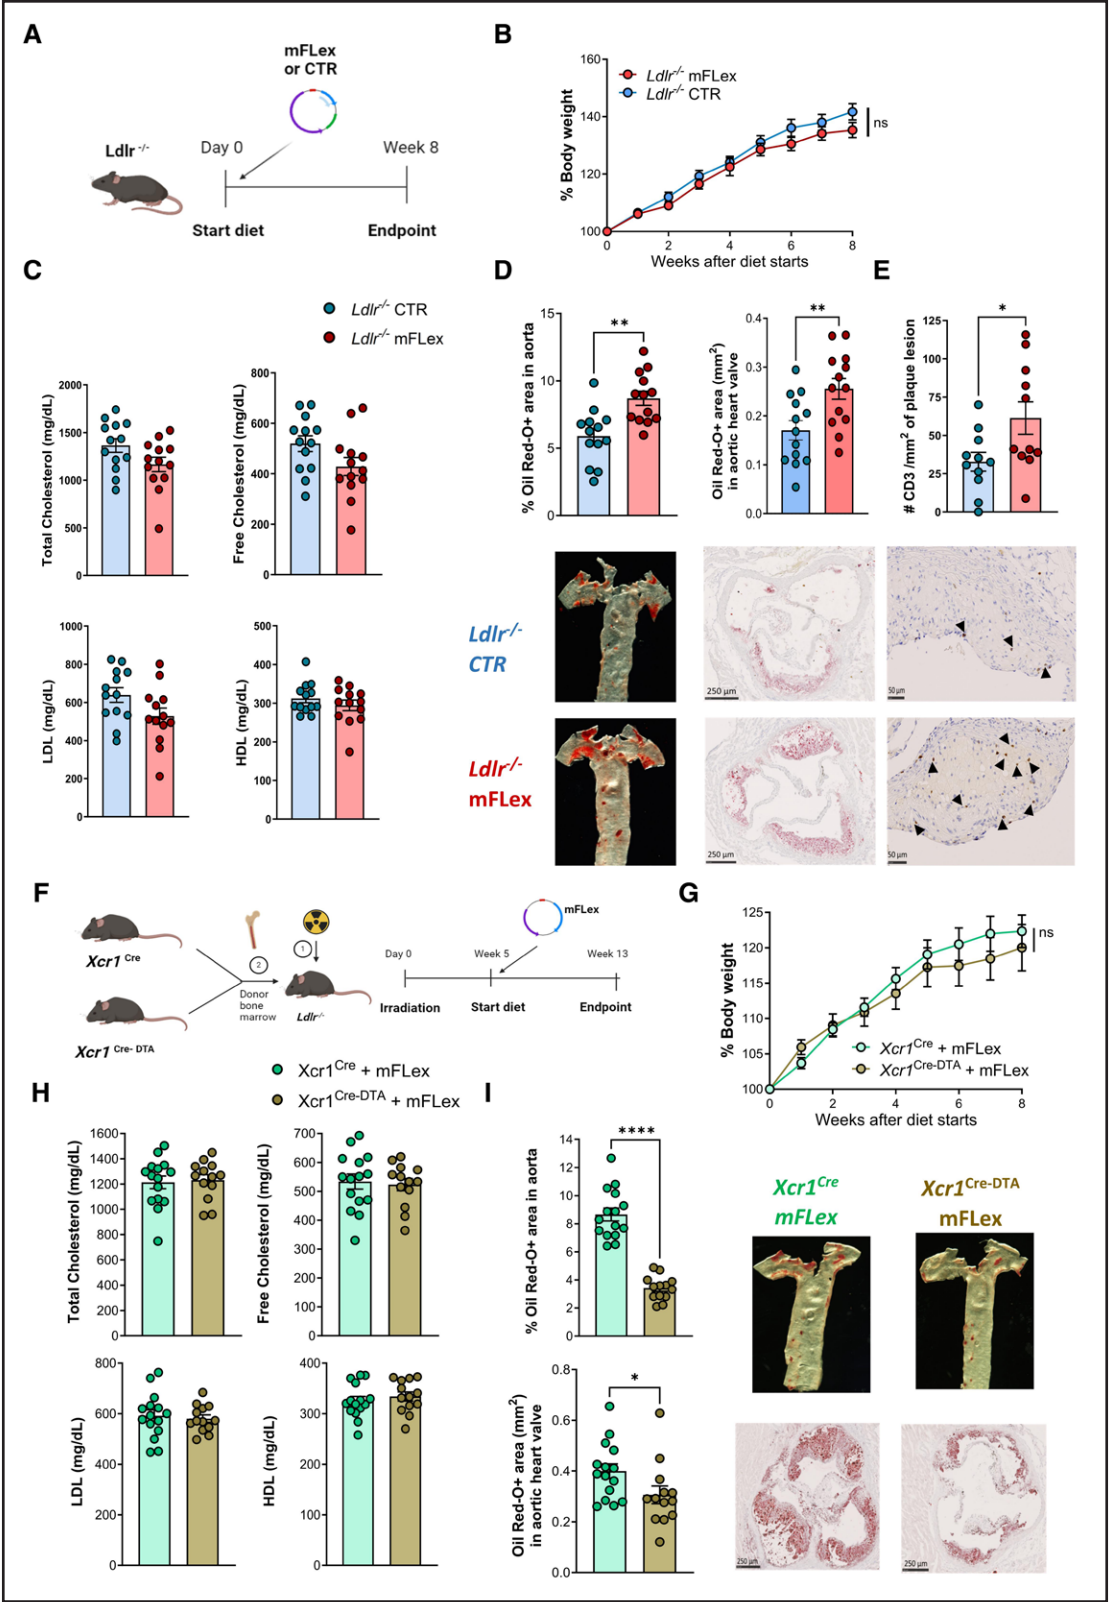 A
mFLex
or CTR
Ldlr -/-
Day 0
Week 8
Start diet
Endpoint
B
% Body weight
160
140
120
100
Ldlr-/- mFLex
Ldlr-/- CTR
ns
0 2 4 6 8
Weeks after diet starts
C
Ldlr-/- CTR
Ldlr-/- mFLex
Total Cholesterol (mg/dL)
2000
1500
1000
500
0
Free Cholesterol (mg/dL)
800
600
400
200
0
LDL (mg/dL)
1000
800
600
400
200
0
HDL (mg/dL)
500
400
300
200
100
0
D
% Oil Red-O+ area in aorta
15
10
5
0
**
Oil Red-O+ area (mm2)
in aortic heart valve
0.4
0.3
0.2
0.1
0.0
**
E
# CD3 /mm2 of plaque lesion
125
100
75
50
25
0
*
Ldlr-/-
CTR
250 µm
50 µm
Ldlr-/-
mFLex
250 µm
50 µm
F
Xcr1 Cre
Xcr1 Cre- DTA
2
Donor
bone
marrow
1
Ldlr-/-
mFLex
Day 0
Week 5
Week 13
Irradiation
Start diet
Endpoint
G
% Body weight
125
120
115
110
105
100
ns
Xcr1Cre + mFLex
Xcr1Cre-DTA + mFLex
0 2 4 6 8
Weeks after diet starts
H
Xcr1Cre + mFLex
Xcr1Cre-DTA + mFLex
Total Cholesterol (mg/dL)
1600
1400
1200
1000
800
600
400
200
0
Free Cholesterol (mg/dL)
700
600
500
400
300
200
100
0
LDL (mg/dL)
800
600
400
200
0
HDL (mg/dL)
400
300
200
100
0
I
% Oil Red-O+ area in aorta
14
12
10
8
6
4
2
0
****
Oil Red-O+ area (mm2)
in aortic heart valve
0.8
0.6
0.4
0.2
0.0
*
Xcr1Cre
mFLex
Xcr1Cre-DTA
mFLex
250 µm
250 µm